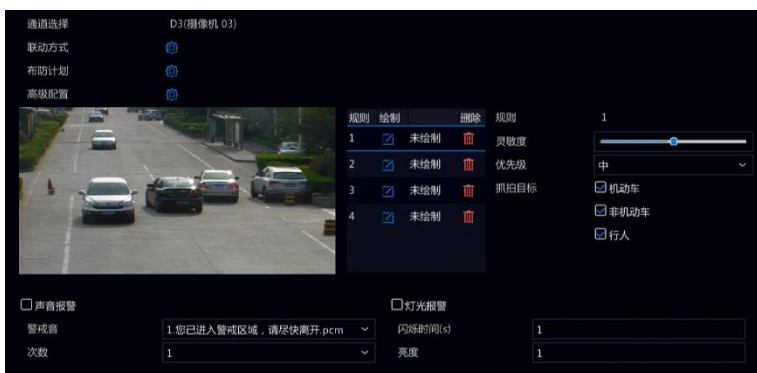 通道选择 D3(摄像机 03)
联动方式
布防计划
高级配置
规则 绘制 删除
1 未绘制
2 未绘制
3 未绘制
4 未绘制
规则 1
灵敏度
优先级 中
抓拍目标 机动车
非机动车
行人
声音报警 灯光报警
警戒音 1.您已进入警戒区域，请尽快离开.pcm 闪烁时间(s) 1
次数 1 亮度 1